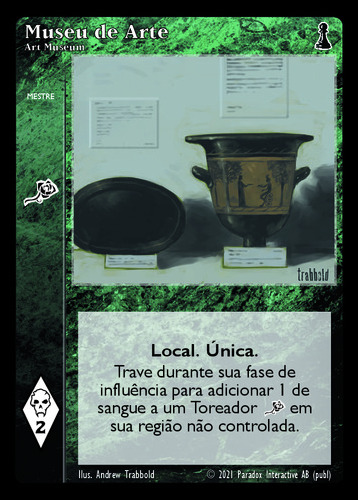 Museu de Arte
Art Museum
MESTRE
trabbold
Local. Única.
Trave durante sua fase de
influência para adicionar 1 de
sangue a um Toreador em
sua região não controlada.
2
Ilus. Andrew Trabbold © 2021 Paradox Interactive AB (publ)